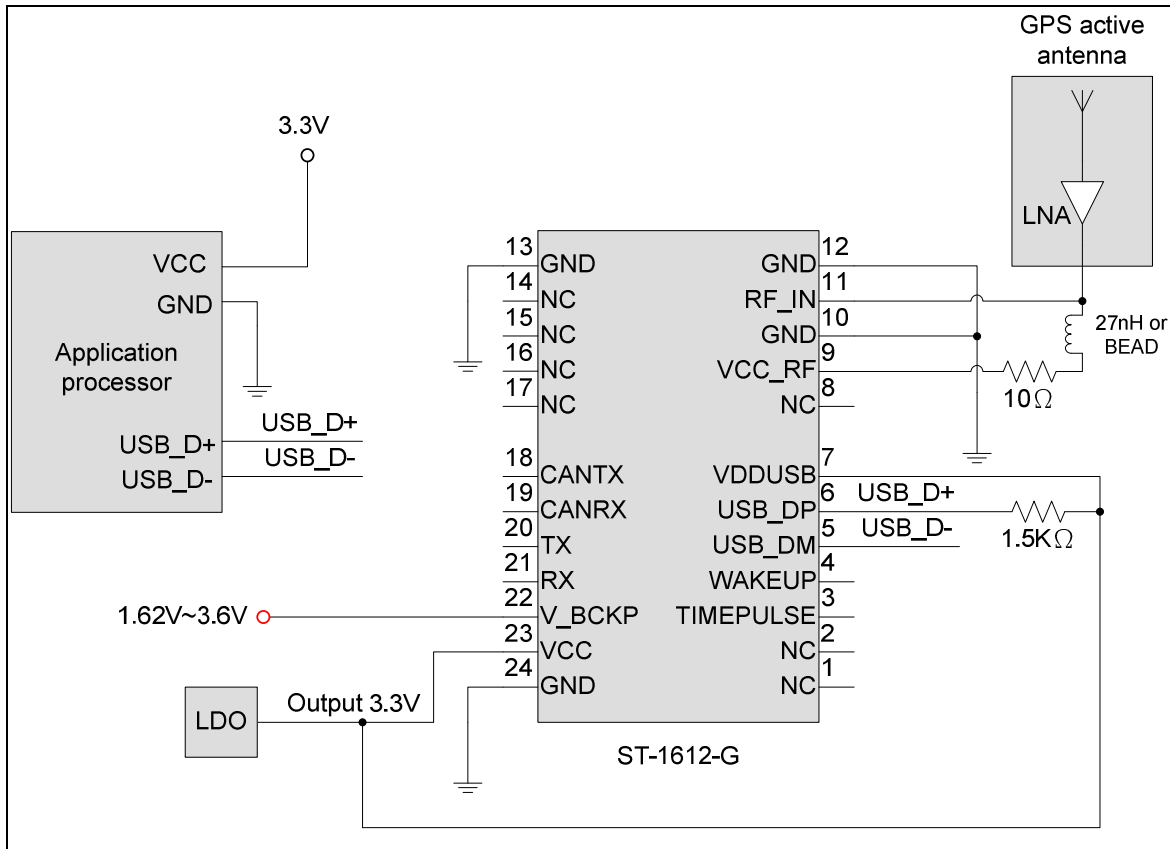 GPS active
antenna
LNA
27nH or
BEAD
10Ω
3.3V
VCC
GND
Application
processor
USB_D+
USB_D-
USB_D+
USB_D-
13 GND
14 NC
15 NC
16 NC
17 NC
18 CANTX
19 CANRX
20 TX
21 RX
22 V_BCKP
23 VCC
24 GND
GND 12
RF_IN 11
GND 10
VCC_RF 9
NC 8
VDDUSB 7
USB_DP 6
USB_DM 5
WAKEUP 4
TIMEPULSE 3
NC 2
NC 1
USB_D+
USB_D-
1.5KΩ
1.62V~3.6V
LDO
Output 3.3V
ST-1612-G